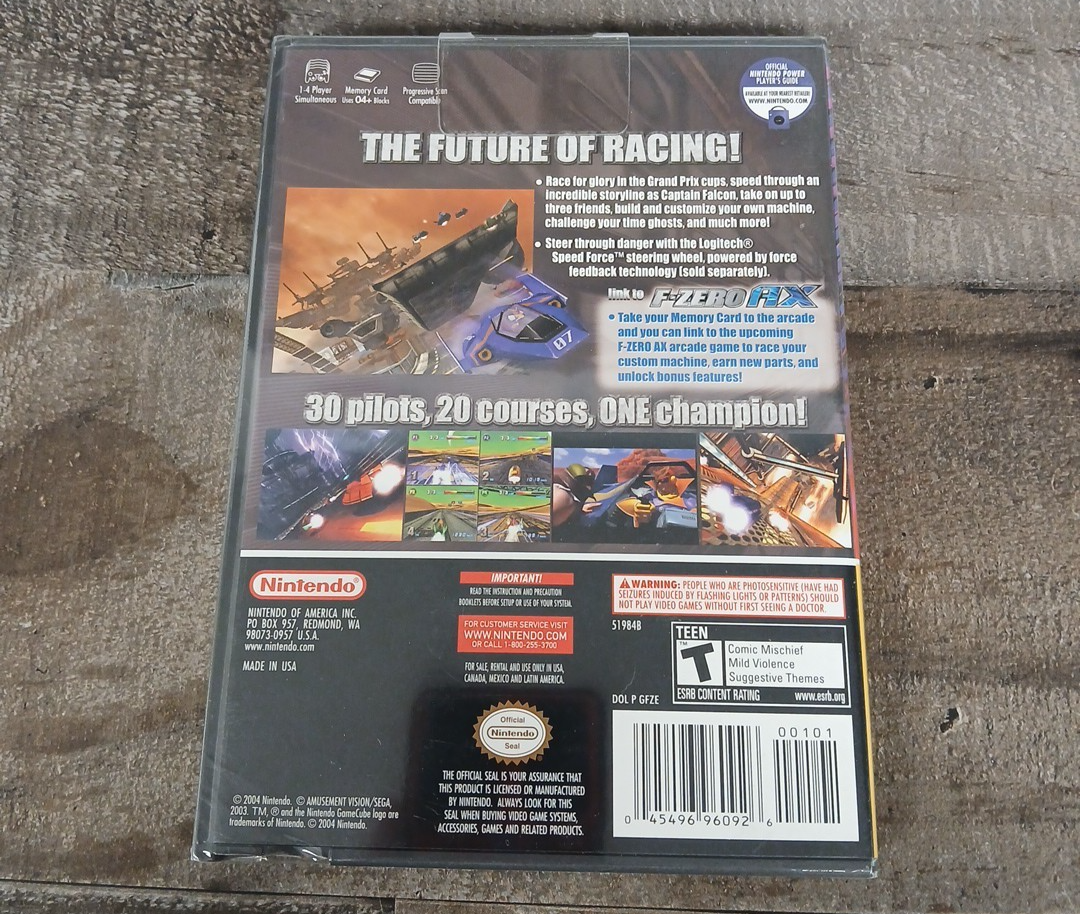 1-4 Player
Simultaneous
Memory Card
Uses 04+ Blocks
Progressive Scan
Compatible
OFFICIAL
NINTENDO POWER
PLAYER'S GUIDE
AVAILABLE AT YOUR NEAREST RETAILER!
WWW.NINTENDO.COM
THE FUTURE OF RACING!
• Race for glory in the Grand Prix cups, speed through an
incredible storyline as Captain Falcon, take on up to
three friends, build and customize your own machine,
challenge your time ghosts, and much more!
• Steer through danger with the Logitech®
Speed Force™ steering wheel, powered by force
feedback technology (sold separately).
link to F-ZERO AX
• Take your Memory Card to the arcade
and you can link to the upcoming
F-ZERO AX arcade game to race your
custom machine, earn new parts, and
unlock bonus features!
07
30 pilots, 20 courses, ONE champion!
1
2
4
Nintendo®
NINTENDO OF AMERICA INC.
PO BOX 957, REDMOND, WA
98073-0957 U.S.A.
www.nintendo.com
MADE IN USA
IMPORTANT!
READ THE INSTRUCTION AND PRECAUTION
BOOKLETS BEFORE SETUP OR USE OF YOUR SYSTEM.
FOR CUSTOMER SERVICE VISIT
WWW.NINTENDO.COM
OR CALL 1-800-255-3700
FOR SALE, RENTAL AND USE ONLY IN USA,
CANADA, MEXICO AND LATIN AMERICA.
Official
Nintendo
Seal
THE OFFICIAL SEAL IS YOUR ASSURANCE THAT
THIS PRODUCT IS LICENSED OR MANUFACTURED
BY NINTENDO. ALWAYS LOOK FOR THIS
SEAL WHEN BUYING VIDEO GAME SYSTEMS,
ACCESSORIES, GAMES AND RELATED PRODUCTS.
WARNING: PEOPLE WHO ARE PHOTOSENSITIVE (HAVE HAD
SEIZURES INDUCED BY FLASHING LIGHTS OR PATTERNS) SHOULD
NOT PLAY VIDEO GAMES WITHOUT FIRST SEEING A DOCTOR.
51984B
TEEN
T™
Comic Mischief
Mild Violence
Suggestive Themes
ESRB CONTENT RATING www.esrb.org
DOL P GFZE
00101
0 45496 96092 6
© 2004 Nintendo. © AMUSEMENT VISION/SEGA,
2003. TM, ® and the Nintendo GameCube logo are
trademarks of Nintendo. © 2004 Nintendo.